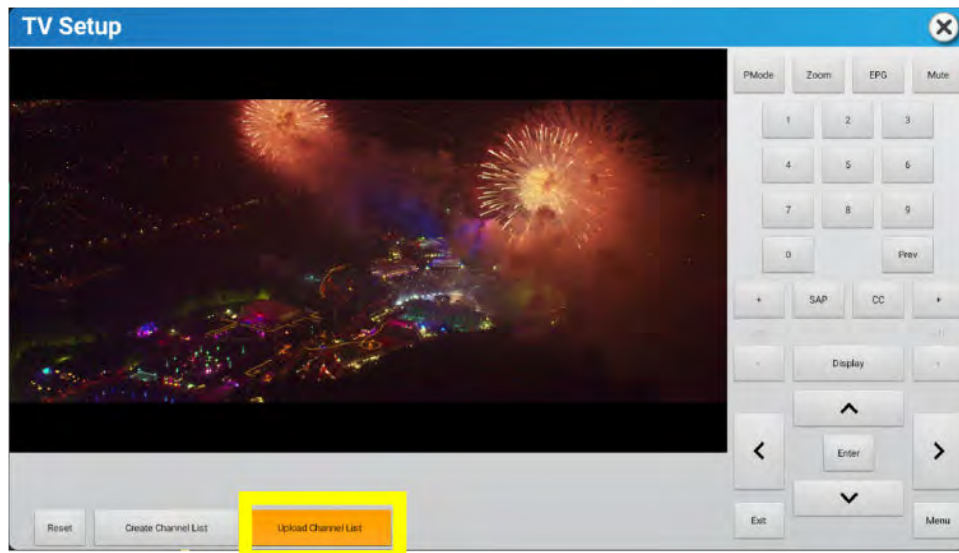 TV Setup
PMode Zoom EPG Mute
1 2 3
4 5 6
7 8 9
0 Prev
+ SAP CC +
- Display -
Enter
Reset Create Channel List Upload Channel List Exit Menu